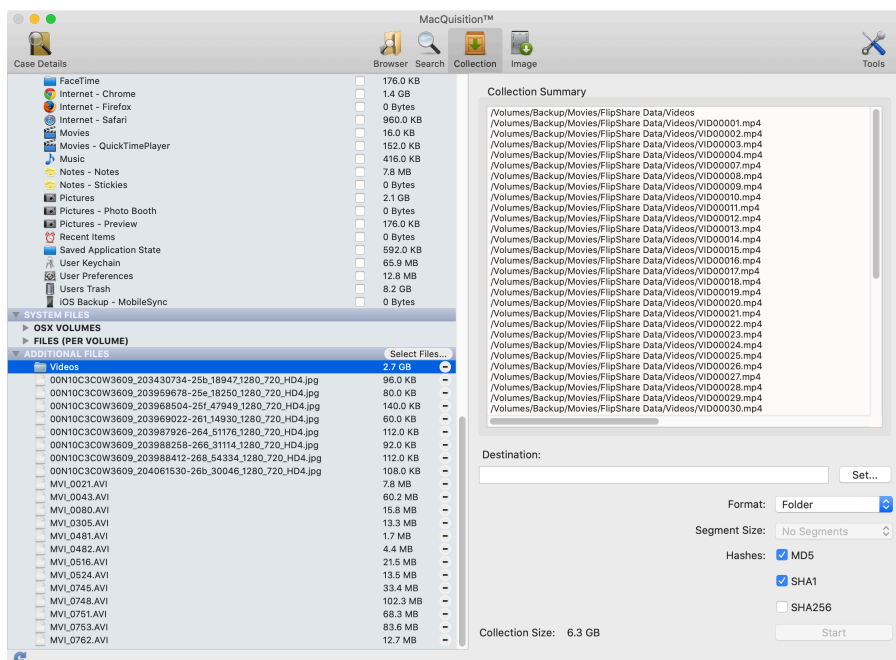 MacQuisition™
Case Details
Browser
Search
Collection
Image
Tools
FaceTime 176.0 KB
Internet - Chrome 1.4 GB
Internet - Firefox 0 Bytes
Internet - Safari 960.0 KB
Movies 16.0 KB
Movies - QuickTimePlayer 152.0 KB
Music 416.0 KB
Notes - Notes 7.8 MB
Notes - Stickies 0 Bytes
Pictures 2.1 GB
Pictures - Photo Booth 0 Bytes
Pictures - Preview 176.0 KB
Recent Items 0 Bytes
Saved Application State 592.0 KB
User Keychain 65.9 MB
User Preferences 12.8 MB
Users Trash 8.2 GB
iOS Backup - MobileSync 0 Bytes
SYSTEM FILES
OSX VOLUMES
FILES (PER VOLUME)
ADDITIONAL FILES Select Files...
Videos 2.7 GB
00N10C3C0W3609_203430734-25b_18947_1280_720_HD4.jpg 96.0 KB
00N10C3C0W3609_203959678-25e_18250_1280_720_HD4.jpg 80.0 KB
00N10C3C0W3609_203968504-25f_47949_1280_720_HD4.jpg 140.0 KB
00N10C3C0W3609_203969022-261_14930_1280_720_HD4.jpg 60.0 KB
00N10C3C0W3609_203987926-264_51176_1280_720_HD4.jpg 112.0 KB
00N10C3C0W3609_203988258-266_31114_1280_720_HD4.jpg 92.0 KB
00N10C3C0W3609_203988412-268_54334_1280_720_HD4.jpg 112.0 KB
00N10C3C0W3609_204061530-26b_30046_1280_720_HD4.jpg 108.0 KB
MVI_0021.AVI 7.8 MB
MVI_0043.AVI 60.2 MB
MVI_0080.AVI 15.8 MB
MVI_0305.AVI 13.3 MB
MVI_0481.AVI 1.7 MB
MVI_0482.AVI 4.4 MB
MVI_0516.AVI 21.5 MB
MVI_0524.AVI 13.5 MB
MVI_0745.AVI 33.4 MB
MVI_0748.AVI 102.3 MB
MVI_0751.AVI 68.3 MB
MVI_0753.AVI 83.6 MB
MVI_0762.AVI 12.7 MB
Collection Summary
/Volumes/Backup/Movies/FlipShare Data/Videos
/Volumes/Backup/Movies/FlipShare Data/Videos/VID00001.mp4
/Volumes/Backup/Movies/FlipShare Data/Videos/VID00002.mp4
/Volumes/Backup/Movies/FlipShare Data/Videos/VID00003.mp4
/Volumes/Backup/Movies/FlipShare Data/Videos/VID00004.mp4
/Volumes/Backup/Movies/FlipShare Data/Videos/VID00007.mp4
/Volumes/Backup/Movies/FlipShare Data/Videos/VID00008.mp4
/Volumes/Backup/Movies/FlipShare Data/Videos/VID00009.mp4
/Volumes/Backup/Movies/FlipShare Data/Videos/VID00010.mp4
/Volumes/Backup/Movies/FlipShare Data/Videos/VID00011.mp4
/Volumes/Backup/Movies/FlipShare Data/Videos/VID00012.mp4
/Volumes/Backup/Movies/FlipShare Data/Videos/VID00013.mp4
/Volumes/Backup/Movies/FlipShare Data/Videos/VID00014.mp4
/Volumes/Backup/Movies/FlipShare Data/Videos/VID00015.mp4
/Volumes/Backup/Movies/FlipShare Data/Videos/VID00016.mp4
/Volumes/Backup/Movies/FlipShare Data/Videos/VID00017.mp4
/Volumes/Backup/Movies/FlipShare Data/Videos/VID00018.mp4
/Volumes/Backup/Movies/FlipShare Data/Videos/VID00019.mp4
/Volumes/Backup/Movies/FlipShare Data/Videos/VID00020.mp4
/Volumes/Backup/Movies/FlipShare Data/Videos/VID00021.mp4
/Volumes/Backup/Movies/FlipShare Data/Videos/VID00022.mp4
/Volumes/Backup/Movies/FlipShare Data/Videos/VID00023.mp4
/Volumes/Backup/Movies/FlipShare Data/Videos/VID00024.mp4
/Volumes/Backup/Movies/FlipShare Data/Videos/VID00025.mp4
/Volumes/Backup/Movies/FlipShare Data/Videos/VID00026.mp4
/Volumes/Backup/Movies/FlipShare Data/Videos/VID00027.mp4
/Volumes/Backup/Movies/FlipShare Data/Videos/VID00028.mp4
/Volumes/Backup/Movies/FlipShare Data/Videos/VID00029.mp4
/Volumes/Backup/Movies/FlipShare Data/Videos/VID00030.mp4
Destination:
Set...
Format: Folder
Segment Size: No Segments
Hashes: MD5
SHA1
SHA256
Collection Size: 6.3 GB
Start